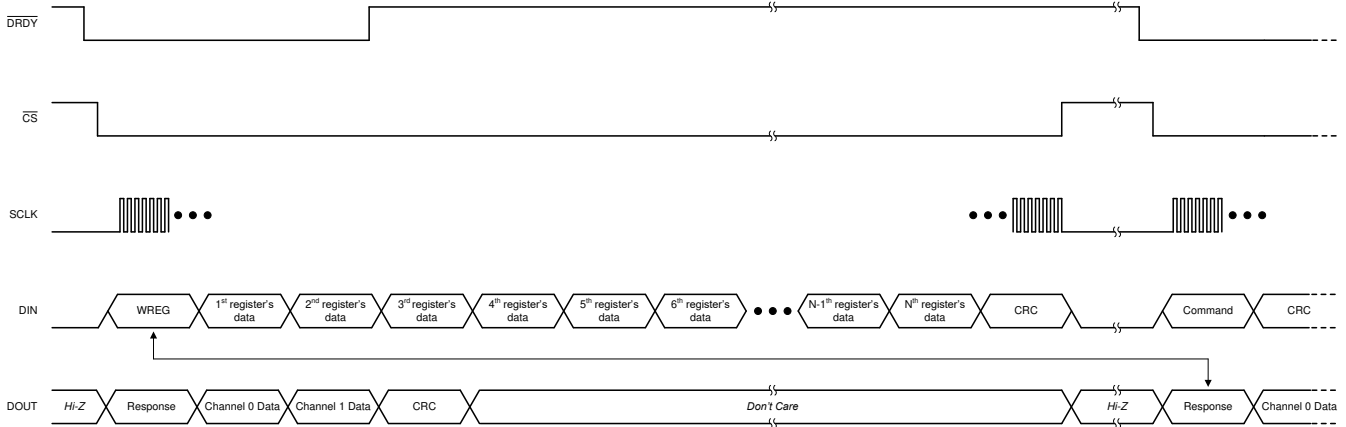 DRDY
CS
SCLK
DIN
WREG
1st register's
data
2nd register's
data
3rd register's
data
4th register's
data
5th register's
data
6th register's
data
N-1th register's
data
Nth register's
data
CRC
Command
CRC
DOUT
Hi-Z
Response
Channel 0 Data
Channel 1 Data
CRC
Don't Care
Hi-Z
Response
Channel 0 Data